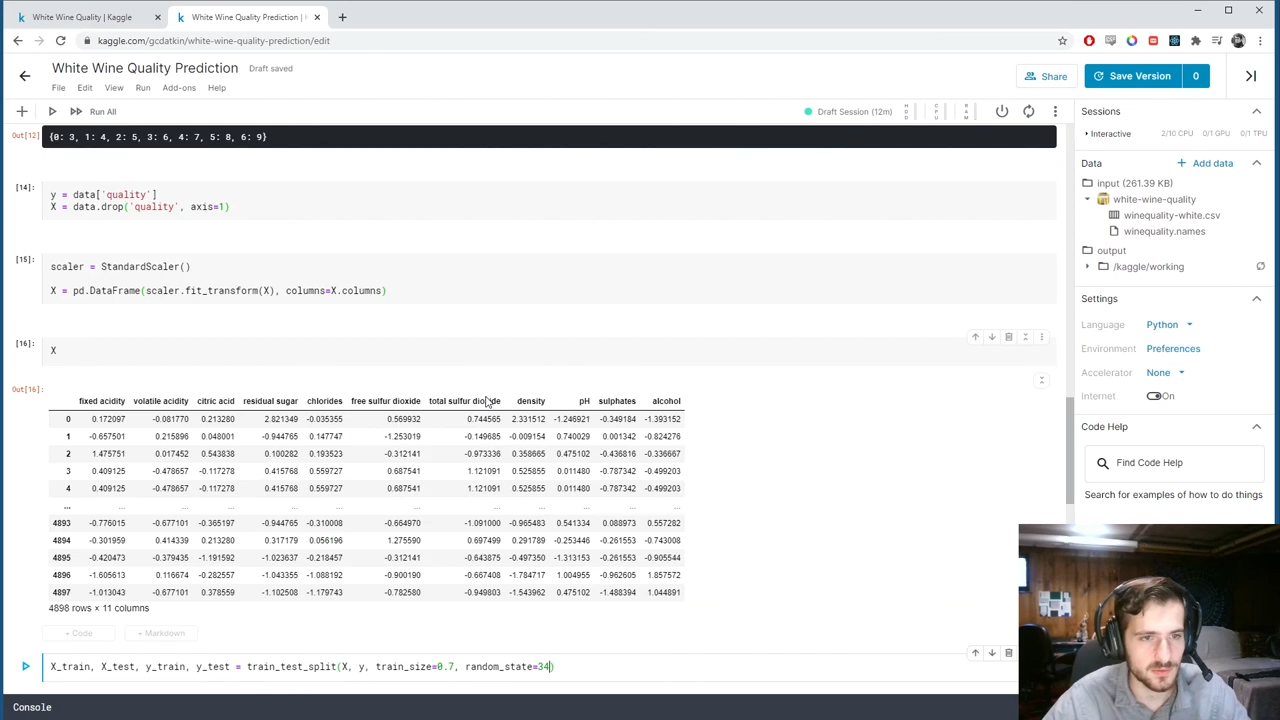 White Wine Quality | Kaggle
White Wine Quality Prediction |
kaggle.com/gcdatkin/white-wine-quality-prediction/edit
White Wine Quality Prediction
Draft saved
File Edit View Run Add-ons Help
Share
Save Version 0
Run All
Draft Session (12m)
HDD CPU RAM
Out[12] {0: 3, 1: 4, 2: 5, 3: 6, 4: 7, 5: 8, 6: 9}
[14]:
y = data['quality']
X = data.drop('quality', axis=1)
[15]:
scaler = StandardScaler()
X = pd.DataFrame(scaler.fit_transform(X), columns=X.columns)
[16]:
X
Out[16]:
fixed acidity volatile acidity citric acid residual sugar chlorides free sulfur dioxide total sulfur dioxide density pH sulphates alcohol
0 0.172097 -0.081770 0.213280 2.821349 -0.035355 0.569932 0.744565 2.331512 -1.246921 -0.349184 -1.393152
1 -0.657501 0.215896 0.048001 -0.944765 0.147747 -1.253019 -0.149685 -0.009154 0.740029 0.001342 -0.824276
2 1.475751 0.017452 0.543838 0.100282 0.193523 -0.312141 -0.973336 0.358665 0.475102 -0.436816 -0.336667
3 0.409125 -0.478657 -0.117278 0.415768 0.559727 0.687541 1.121091 0.525855 0.011480 -0.787342 -0.499203
4 0.409125 -0.478657 -0.117278 0.415768 0.559727 0.687541 1.121091 0.525855 0.011480 -0.787342 -0.499203
... ... ... ... ... ... ... ... ... ... ... ...
4893 -0.776015 -0.677101 -0.365197 -0.944765 -0.310008 -0.664970 -1.091000 -0.965483 0.541334 0.088973 0.557282
4894 -0.301959 0.414339 0.213280 0.317179 0.056196 1.275590 0.697499 0.291789 -0.253446 -0.261553 -0.743008
4895 -0.420473 -0.379435 -1.191592 -1.023637 -0.218457 -0.312141 -0.643875 -0.497350 -1.313153 -0.261553 -0.905544
4896 -1.605613 0.116674 -0.282557 -1.043355 -1.088192 -0.900190 -0.667408 -1.784717 1.004955 -0.962605 1.857572
4897 -1.013043 -0.677101 0.378559 -1.102508 -1.179743 -0.782580 -0.949803 -1.543962 0.475102 -1.488394 1.044891
4898 rows × 11 columns
+ Code + Markdown
X_train, X_test, y_train, y_test = train_test_split(X, y, train_size=0.7, random_state=34)
Console
Sessions
Interactive 2/10 CPU 0/1 GPU 0/1 TPU
Data
+ Add data
input (261.39 KB)
white-wine-quality
winequality-white.csv
winequality.names
output
/kaggle/working
Settings
Language Python
Environment Preferences
Accelerator None
Internet On
Code Help
Find Code Help
Search for examples of how to do things